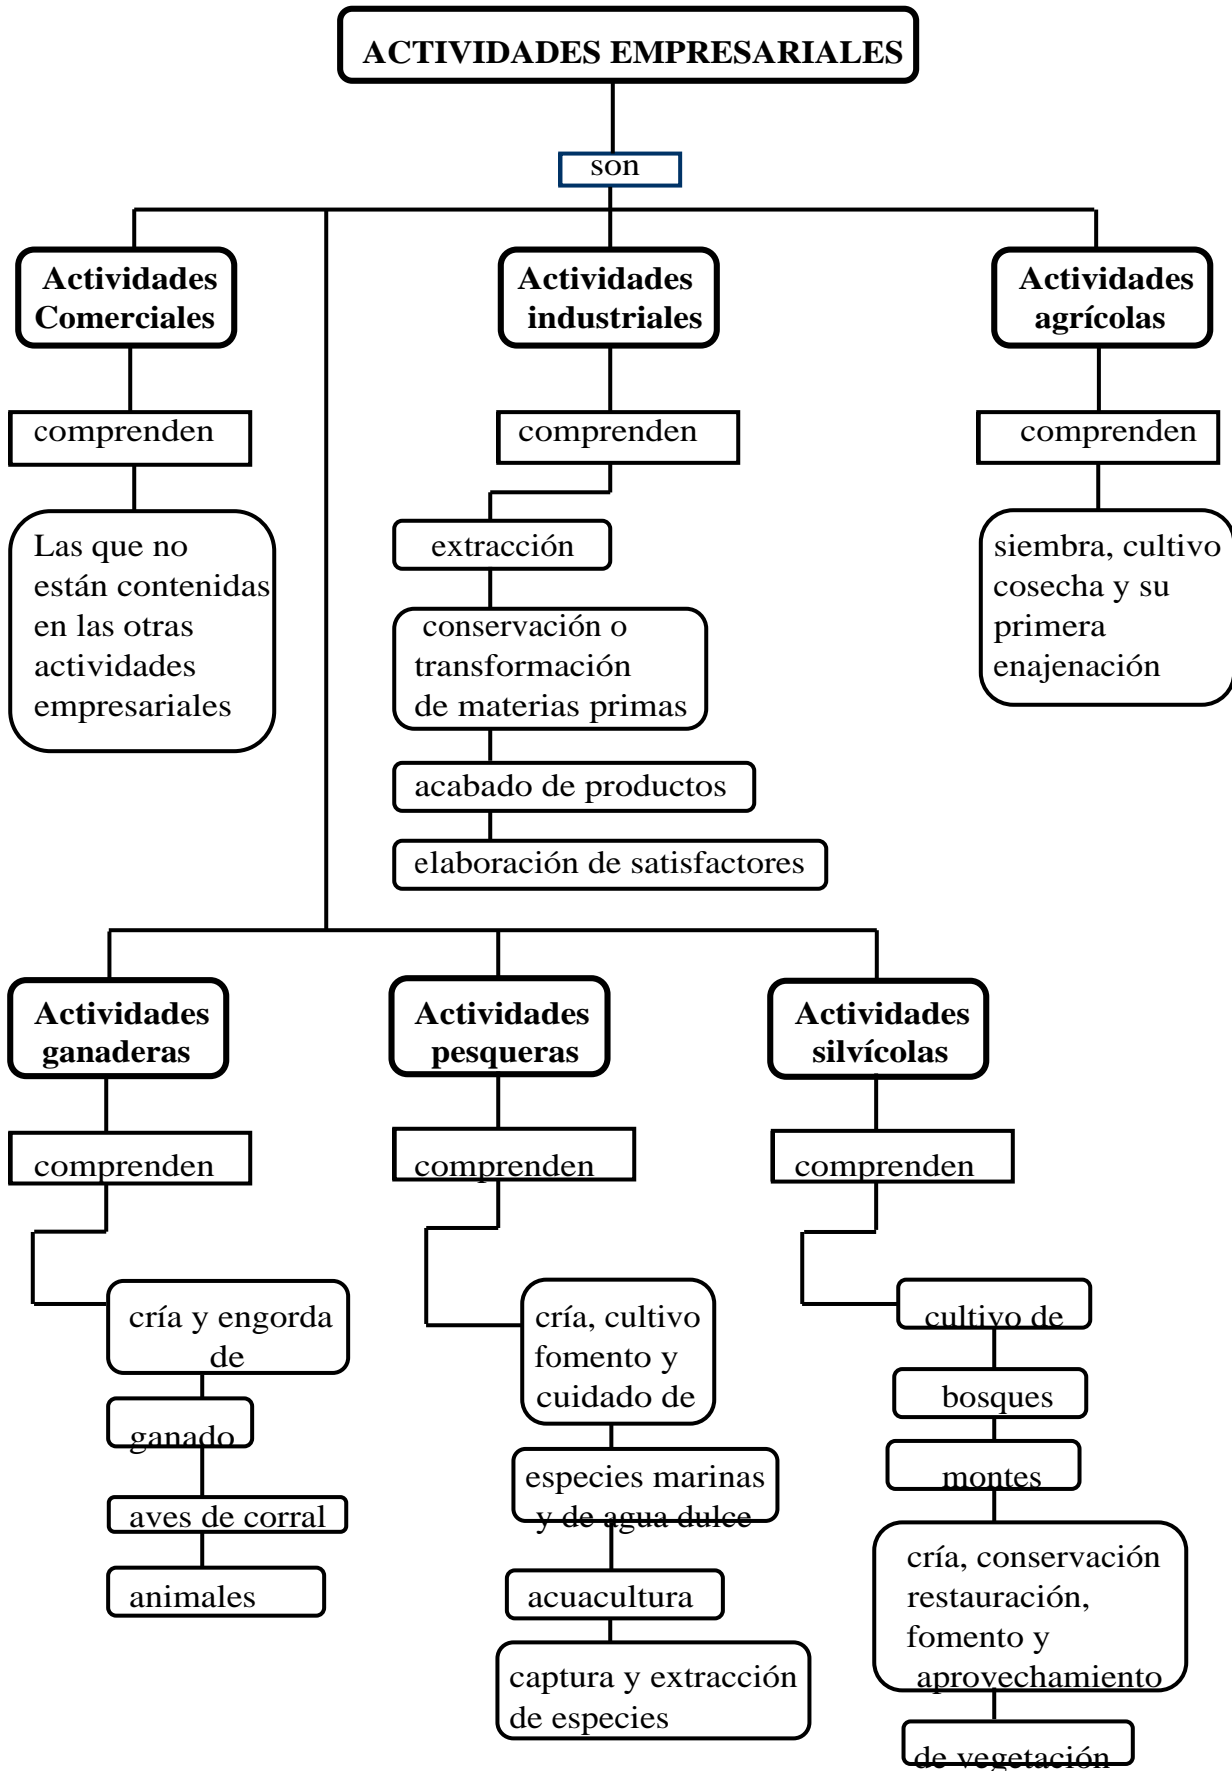 ACTIVIDADES EMPRESARIALES
son
Actividades
Comerciales
comprenden
Las que no
están contenidas
en las otras
actividades
empresariales
Actividades
industriales
comprenden
extracción
conservación o
transformación
de materias primas
acabado de productos
elaboración de satisfactores
Actividades
agrícolas
comprenden
siembra, cultivo
cosecha y su
primera
enajenación
Actividades
ganaderas
comprenden
cría y engorda
de
ganado
aves de corral
animales
Actividades
pesqueras
comprenden
cría, cultivo
fomento y
cuidado de
especies marinas
y de agua dulce
acuacultura
captura y extracción
de especies
Actividades
silvícolas
comprenden
cultivo de
bosques
montes
cría, conservación
restauración,
fomento y
aprovechamiento
de vegetación